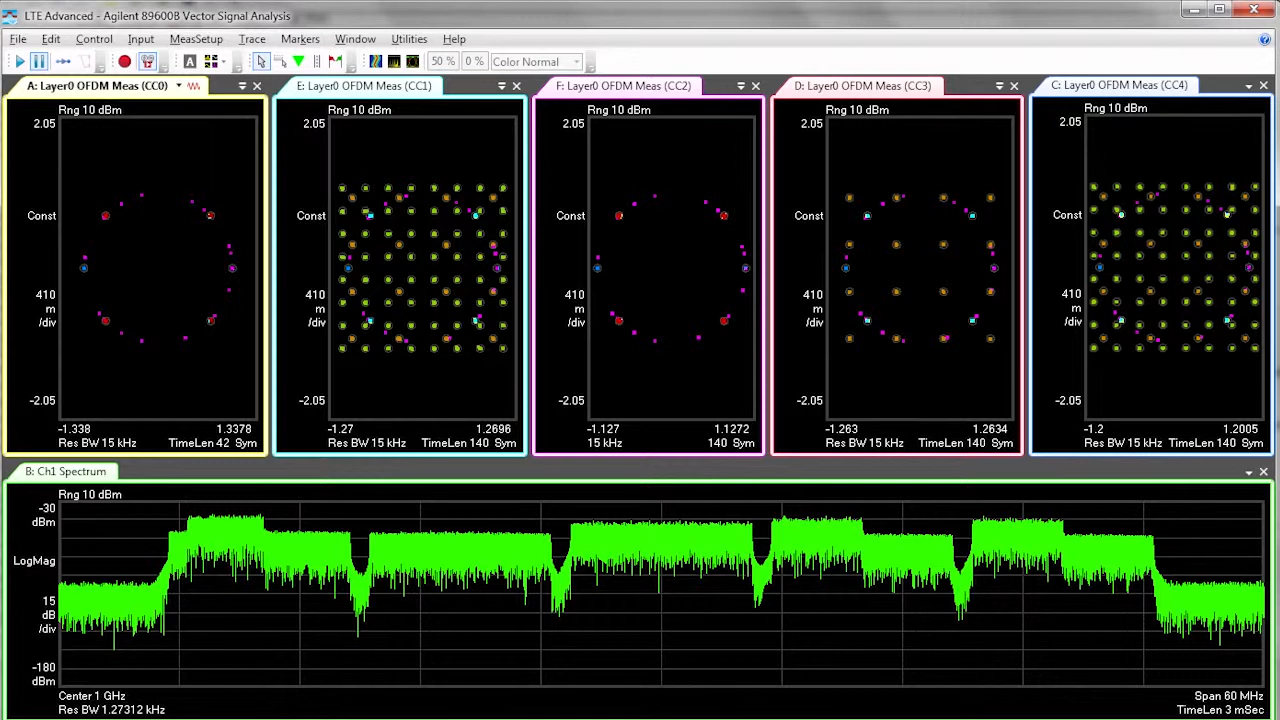 LTE Advanced - Agilent 89600B Vector Signal Analysis
File Edit Control Input MeasSetup Trace Markers Window Utilities Help
A 50 % 0 % Color Normal
A: Layer0 OFDM Meas (CC0)
Rng 10 dBm
2.05
Const
410
m
/div
-2.05
-1.338 1.3378
Res BW 15 kHz TimeLen 42 Sym
E: Layer0 OFDM Meas (CC1)
Rng 10 dBm
2.05
Const
410
m
/div
-2.05
-1.27 1.2696
Res BW 15 kHz TimeLen 140 Sym
F: Layer0 OFDM Meas (CC2)
Rng 10 dBm
2.05
Const
410
m
/div
-2.05
-1.127 1.1272
15 kHz 140 Sym
D: Layer0 OFDM Meas (CC3)
Rng 10 dBm
2.05
Const
410
m
/div
-2.05
-1.263 1.2634
Res BW 15 kHz TimeLen 140 Sym
C: Layer0 OFDM Meas (CC4)
Rng 10 dBm
2.05
Const
410
m
/div
-2.05
-1.2 1.2005
Res BW 15 kHz TimeLen 140 Sym
B: Ch1 Spectrum
Rng 10 dBm
-30
dBm
LogMag
15
dB
/div
-180
dBm
Center 1 GHz Span 60 MHz
Res BW 1.27312 kHz TimeLen 3 mSec